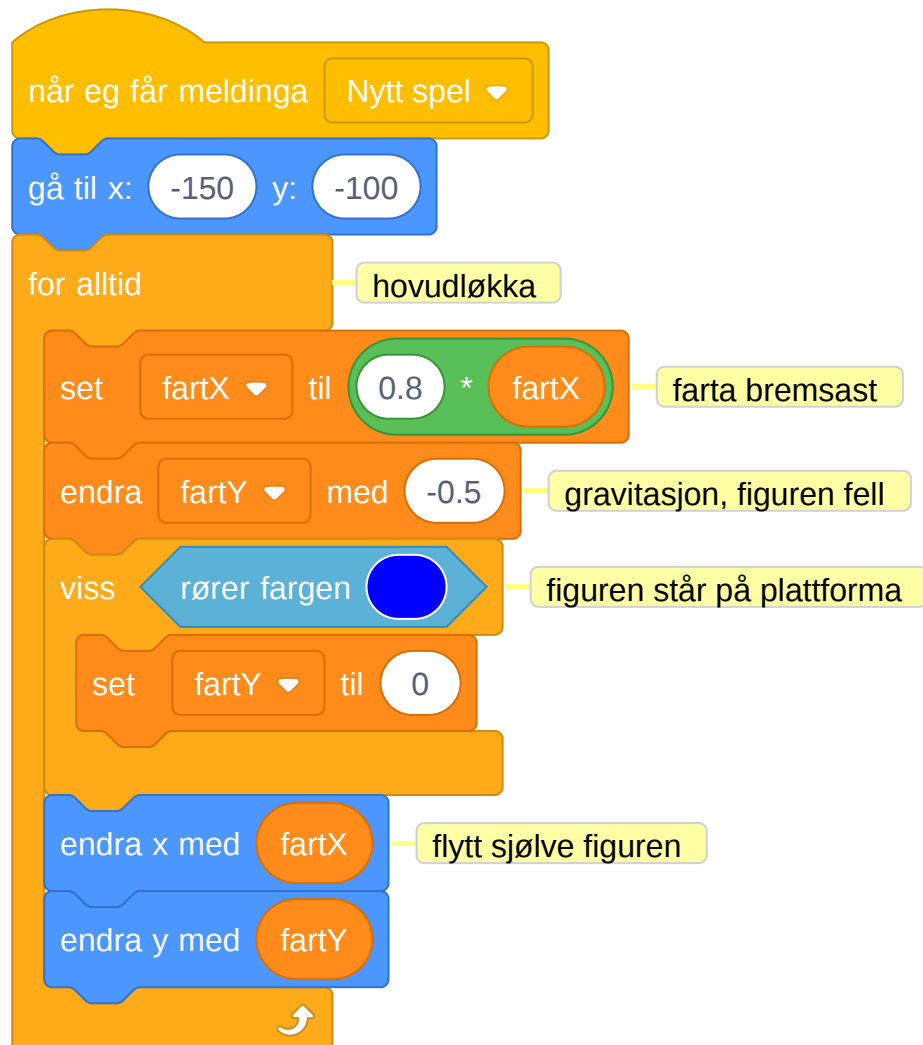 når eg får meldinga Nytt spel
gå til x: -150 y: -100
for alltid hovudløkka
set fartX til 0.8 * fartX farta bremsast
endra fartY med -0.5 gravitasjon, figuren fell
viss rører fargen figuren står på plattforma
set fartY til 0
endra x med fartX flytt sjølve figuren
endra y med fartY